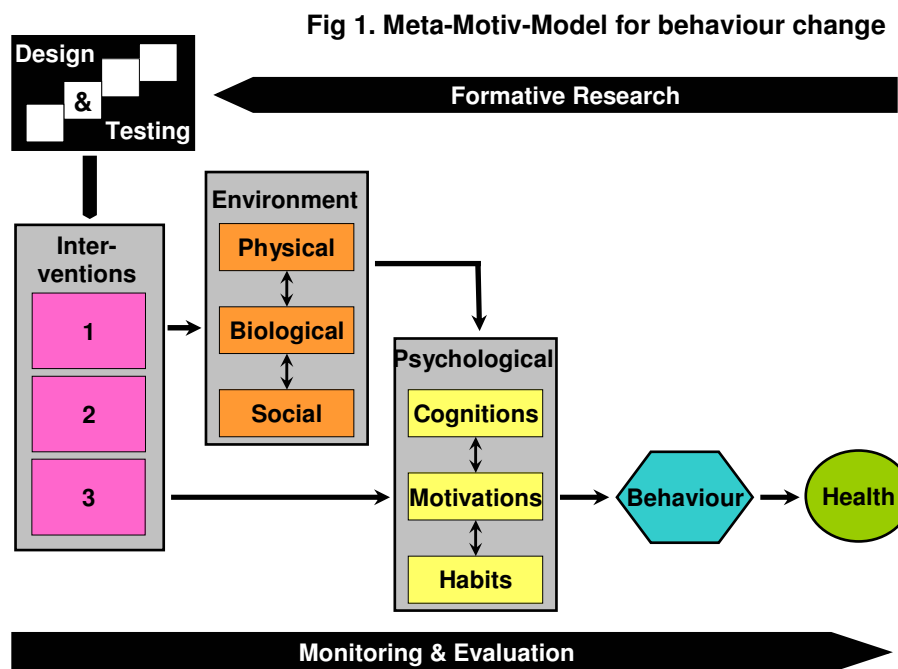 Fig 1. Meta-Motiv-Model for behaviour change
Design
&
Testing
Formative Research
Inter-
ventions
1
2
3
Environment
Physical
Biological
Social
Psychological
Cognitions
Motivations
Habits
Behaviour
Health
Monitoring & Evaluation